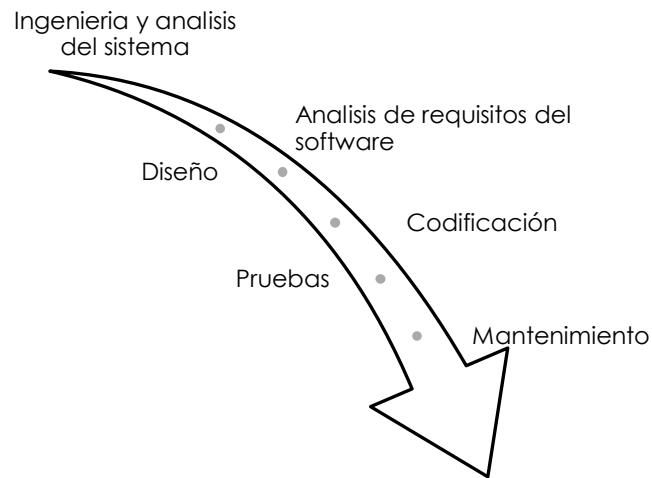 Ingenieria y analisis
del sistema
Analisis de requisitos del
software
Diseño
Codificación
Pruebas
Mantenimiento